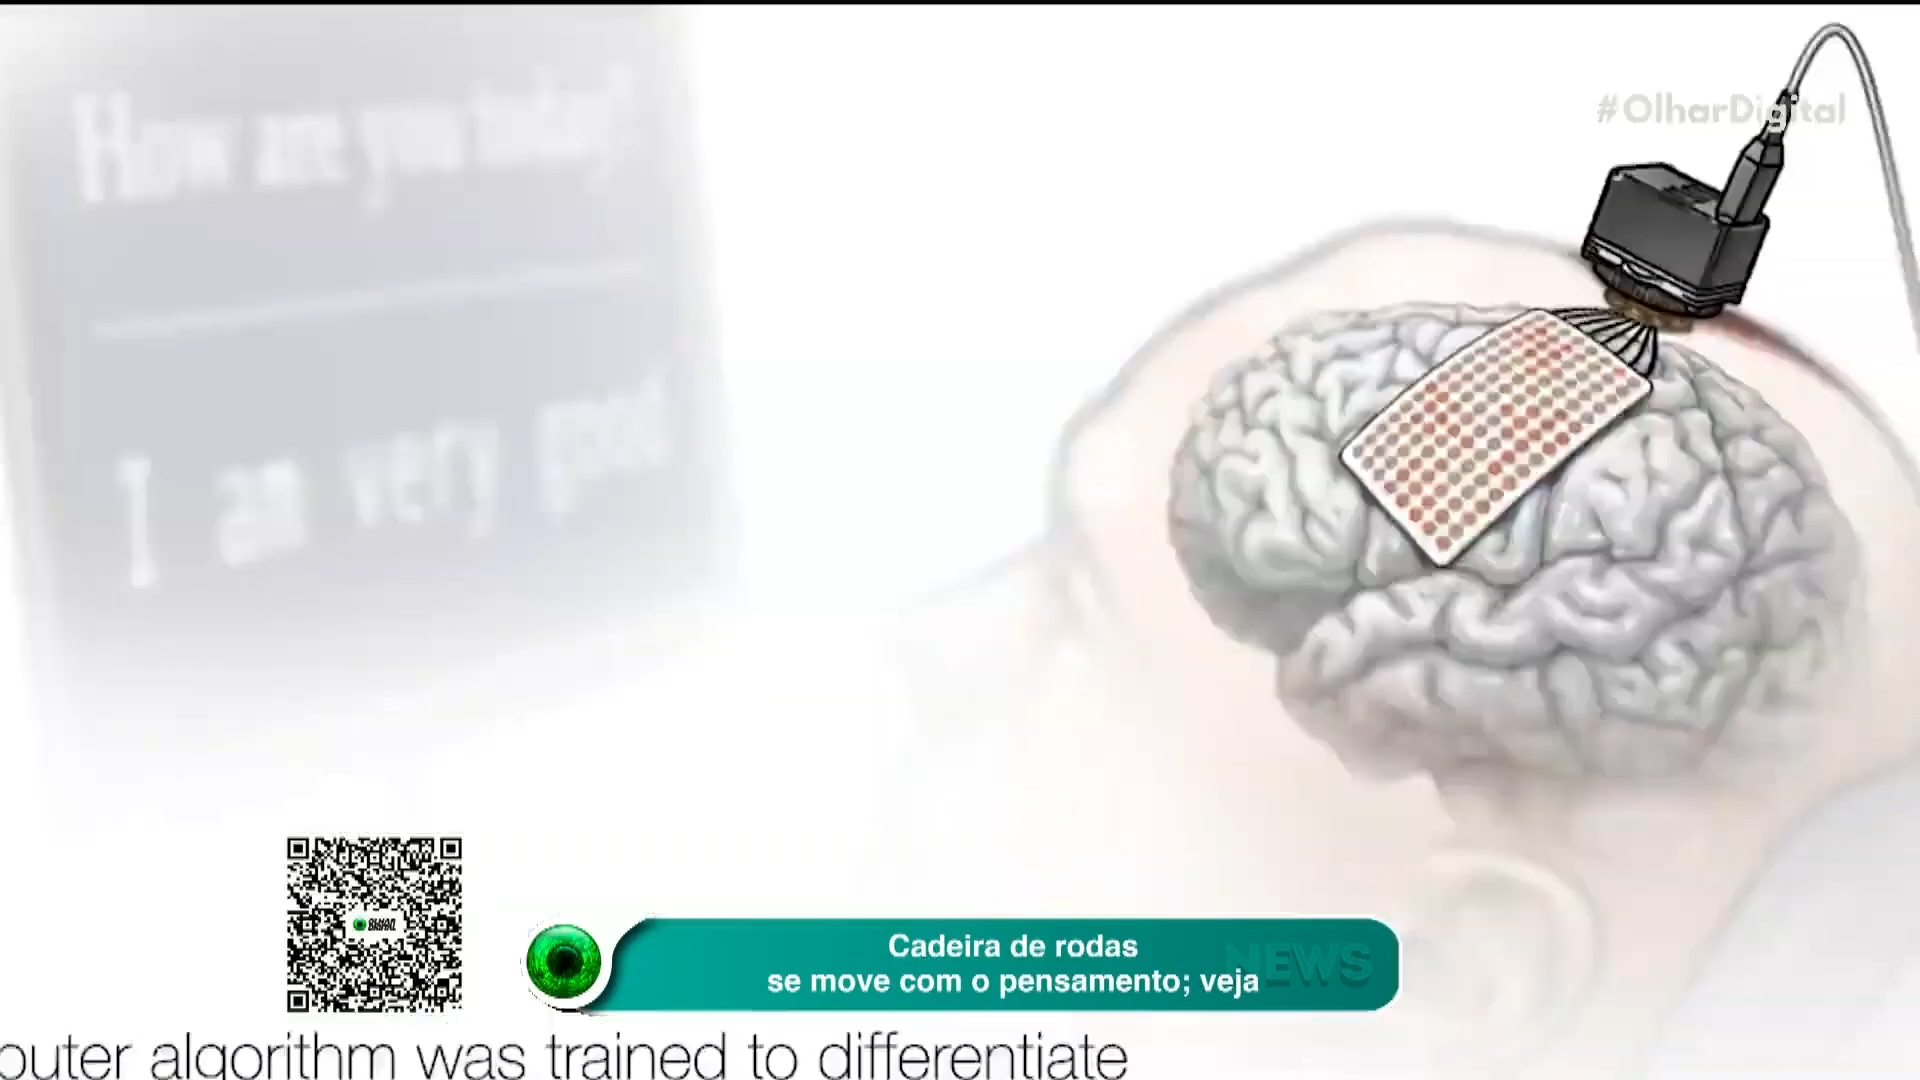 How are you today?
#OlharDigital
I am very good
Cadeira de rodas
se move com o pensamento; veja
NEWS
outer algorithm was trained to differentiate